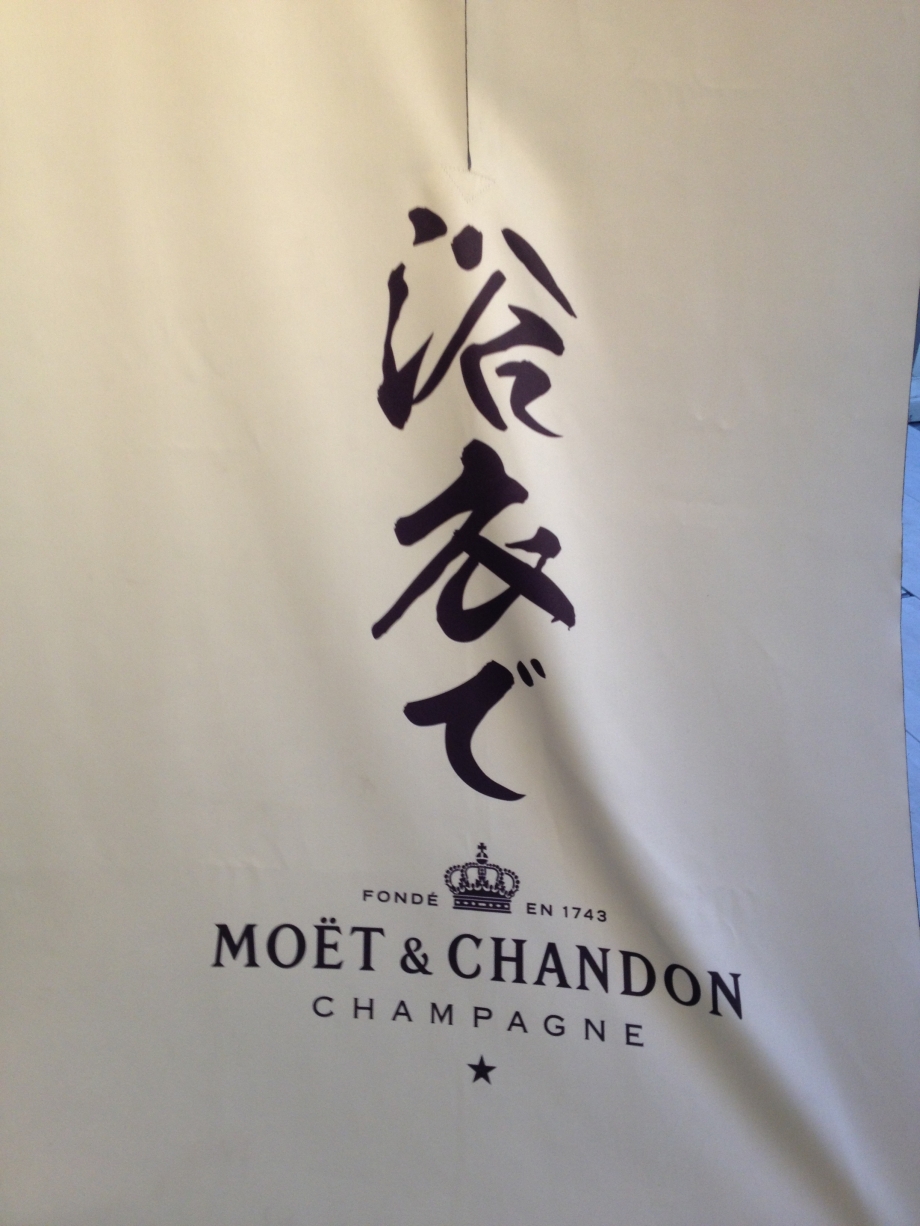 浴衣で
FONDÉ EN 1743
MOËT & CHANDON
CHAMPAGNE